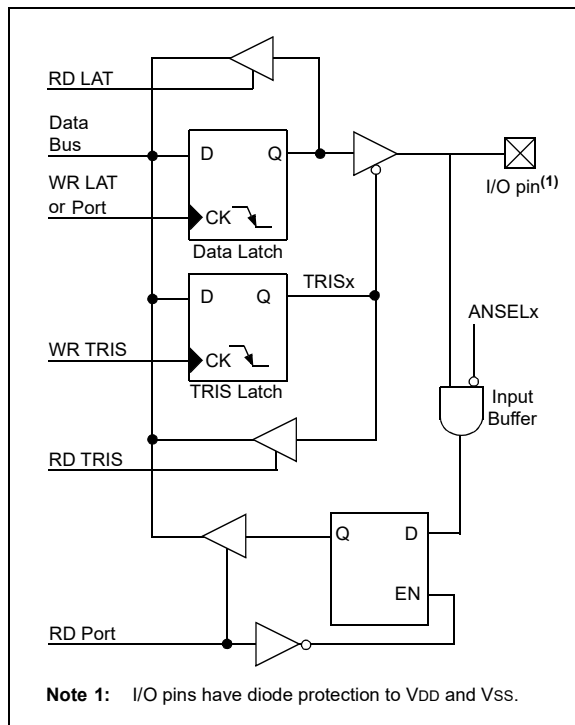 RD LAT
Data
Bus
D Q
I/O pin(1)
WR LAT
or Port
CK
Data Latch
TRISx
D Q
ANSELx
WR TRIS
CK
TRIS Latch
Input
Buffer
RD TRIS
Q D
EN
RD Port
Note 1: I/O pins have diode protection to VDD and VSS.